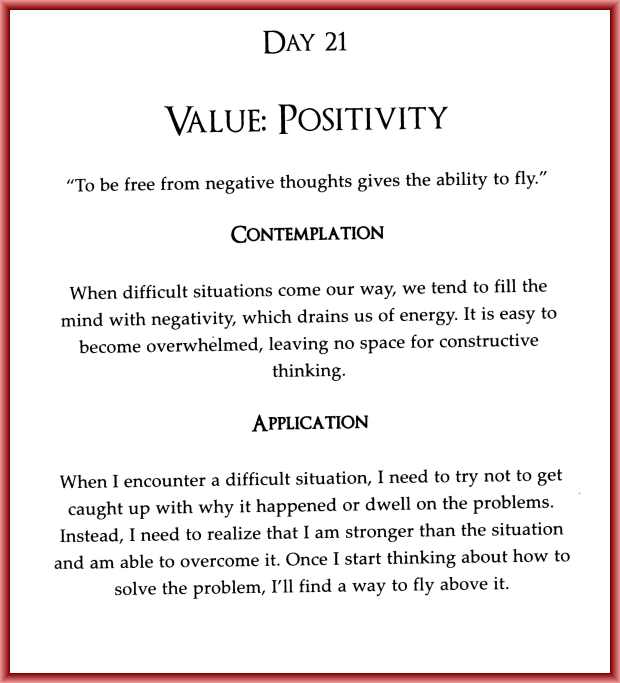 Day 21
Value: Positivity
“To be free from negative thoughts gives the ability to fly.”
Contemplation
When difficult situations come our way, we tend to fill the
mind with negativity, which drains us of energy. It is easy to
become overwhelmed, leaving no space for constructive
thinking.
Application
When I encounter a difficult situation, I need to try not to get
caught up with why it happened or dwell on the problems.
Instead, I need to realize that I am stronger than the situation
and am able to overcome it. Once I start thinking about how to
solve the problem, I’ll find a way to fly above it.